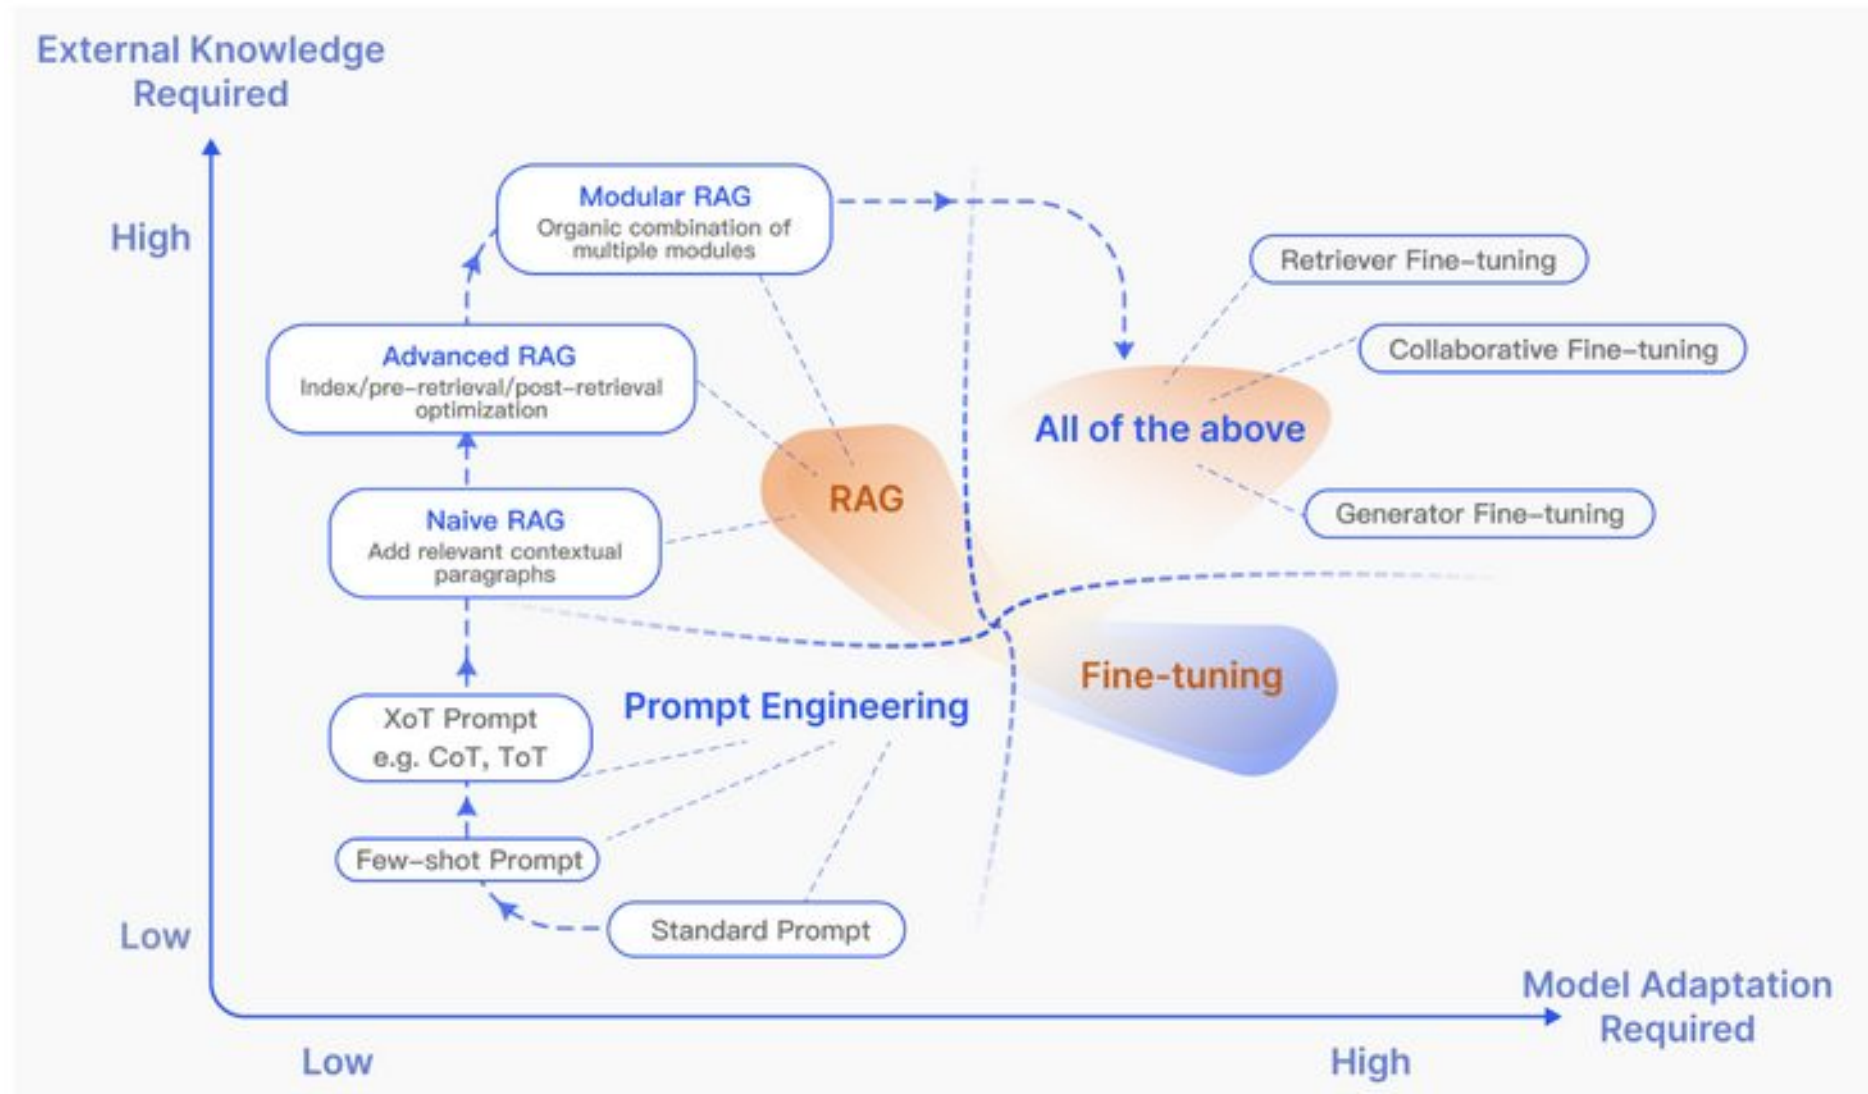 External Knowledge
Required
High
Modular RAG
Organic combination of
multiple modules
Retriever Fine-tuning
Advanced RAG
Index/pre-retrieval/post-retrieval
optimization
Collaborative Fine-tuning
All of the above
RAG
Naive RAG
Add relevant contextual
paragraphs
Generator Fine-tuning
Fine-tuning
Prompt Engineering
XoT Prompt
e.g. CoT, ToT
Few-shot Prompt
Standard Prompt
Low
Model Adaptation
Required
Low
High